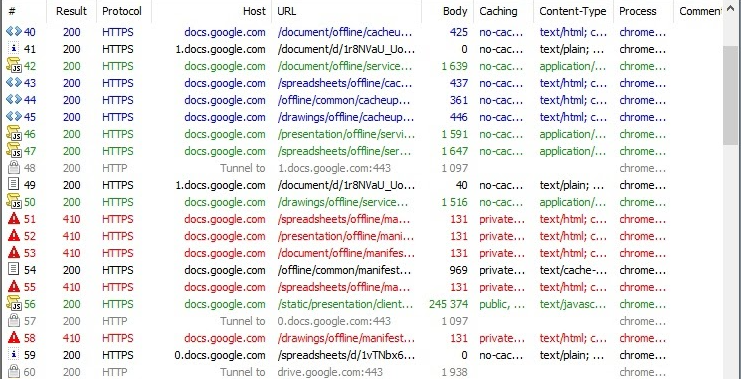 # Result Protocol Host URL Body Caching Content-Type Process Comment
40 200 HTTPS docs.google.com /document/offline/cacheu... 425 no-cac... text/html; c... chrome...
41 200 HTTPS 1.docs.google.com /document/d/1r8NVaU_Uo... 0 no-cac... text/plain; ... chrome...
42 200 HTTPS docs.google.com /document/offline/service... 1 639 no-cac... application/... chrome...
43 200 HTTPS docs.google.com /spreadsheets/offline/cac... 437 no-cac... text/html; c... chrome...
44 200 HTTPS docs.google.com /offline/common/cacheup... 361 no-cac... text/html; c... chrome...
45 200 HTTPS docs.google.com /drawings/offline/cacheup... 446 no-cac... text/html; c... chrome...
46 200 HTTPS docs.google.com /presentation/offline/servi... 1 591 no-cac... application/... chrome...
47 200 HTTPS docs.google.com /spreadsheets/offline/ser... 1 647 no-cac... application/... chrome...
48 200 HTTP Tunnel to 1.docs.google.com:443 1 097 chrome...
49 200 HTTPS 1.docs.google.com /document/d/1r8NVaU_Uo... 40 no-cac... text/plain; ... chrome...
50 200 HTTPS docs.google.com /drawings/offline/service... 1 516 no-cac... application/... chrome...
51 410 HTTPS docs.google.com /spreadsheets/offline/ma... 131 private... text/html; c... chrome...
52 410 HTTPS docs.google.com /presentation/offline/mani... 131 private... text/html; c... chrome...
53 410 HTTPS docs.google.com /document/offline/manifes... 131 private... text/html; c... chrome...
54 200 HTTPS docs.google.com /offline/common/manifest... 969 private... text/cache-... chrome...
55 410 HTTPS docs.google.com /spreadsheets/offline/ma... 131 private... text/html; c... chrome...
56 200 HTTPS docs.google.com /static/presentation/client... 245 374 public, ... text/javasc... chrome...
57 200 HTTP Tunnel to 0.docs.google.com:443 1 097 chrome...
58 410 HTTPS docs.google.com /drawings/offline/manifest... 131 private... text/html; c... chrome...
59 200 HTTPS 0.docs.google.com /spreadsheets/d/1vTNbx6... 0 no-cac... text/plain; ... chrome...
60 200 HTTP Tunnel to drive.google.com:443 1 938 chrome...